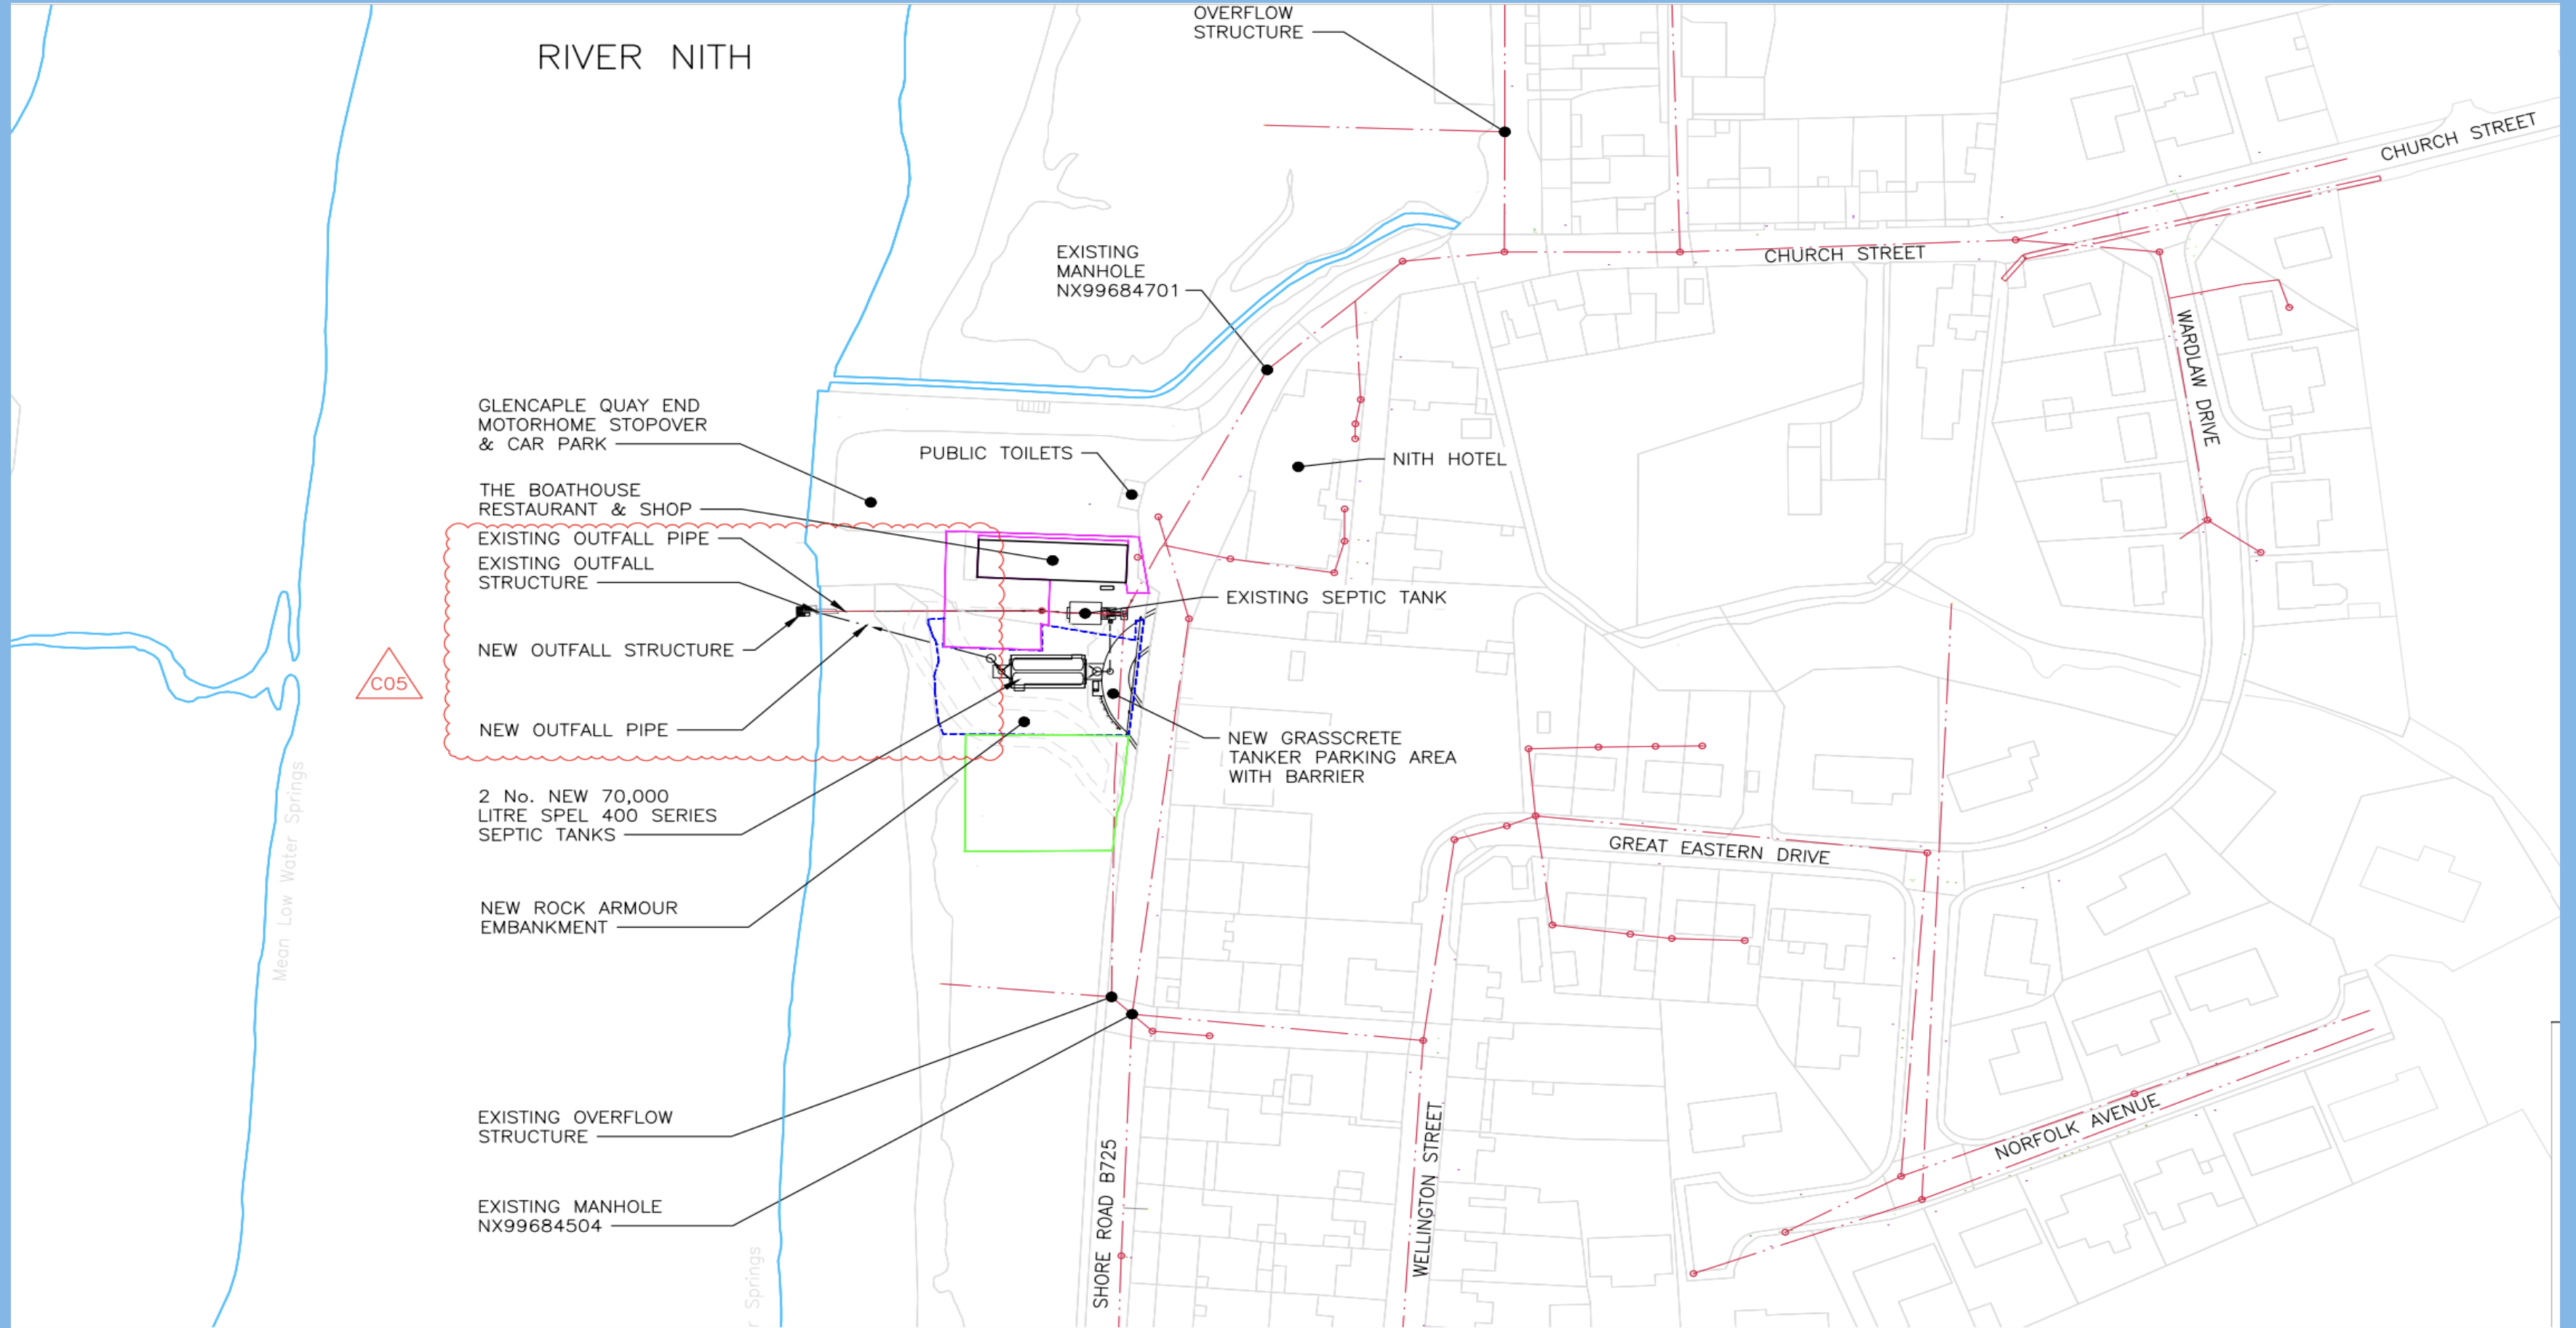 OVERFLOW
STRUCTURE
RIVER NITH
CHURCH STREET
EXISTING
MANHOLE
NX99684701
CHURCH STREET
WARDLAW DRIVE
GLENCAPLE QUAY END
MOTORHOME STOPOVER
& CAR PARK
PUBLIC TOILETS
NITH HOTEL
THE BOATHOUSE
RESTAURANT & SHOP
EXISTING OUTFALL PIPE
EXISTING OUTFALL
STRUCTURE
EXISTING SEPTIC TANK
NEW OUTFALL STRUCTURE
C05
NEW OUTFALL PIPE
NEW GRASSCRETE
TANKER PARKING AREA
WITH BARRIER
2 No. NEW 70,000
LITRE SPEL 400 SERIES
SEPTIC TANKS
Mean Low Water Springs
GREAT EASTERN DRIVE
NEW ROCK ARMOUR
EMBANKMENT
EXISTING OVERFLOW
STRUCTURE
NORFOLK AVENUE
SHORE ROAD B725
WELLINGTON STREET
EXISTING MANHOLE
NX99684504
r Springs